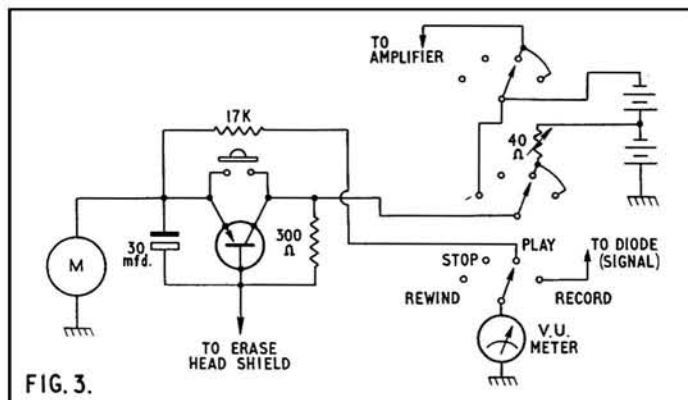 TO
AMPLIFIER
17K
40
Ω
30
mfd.
300
Ω
M
STOP
PLAY
TO DIODE
(SIGNAL)
REWIND
RECORD
TO ERASE
HEAD SHIELD
V.U.
METER
FIG. 3.